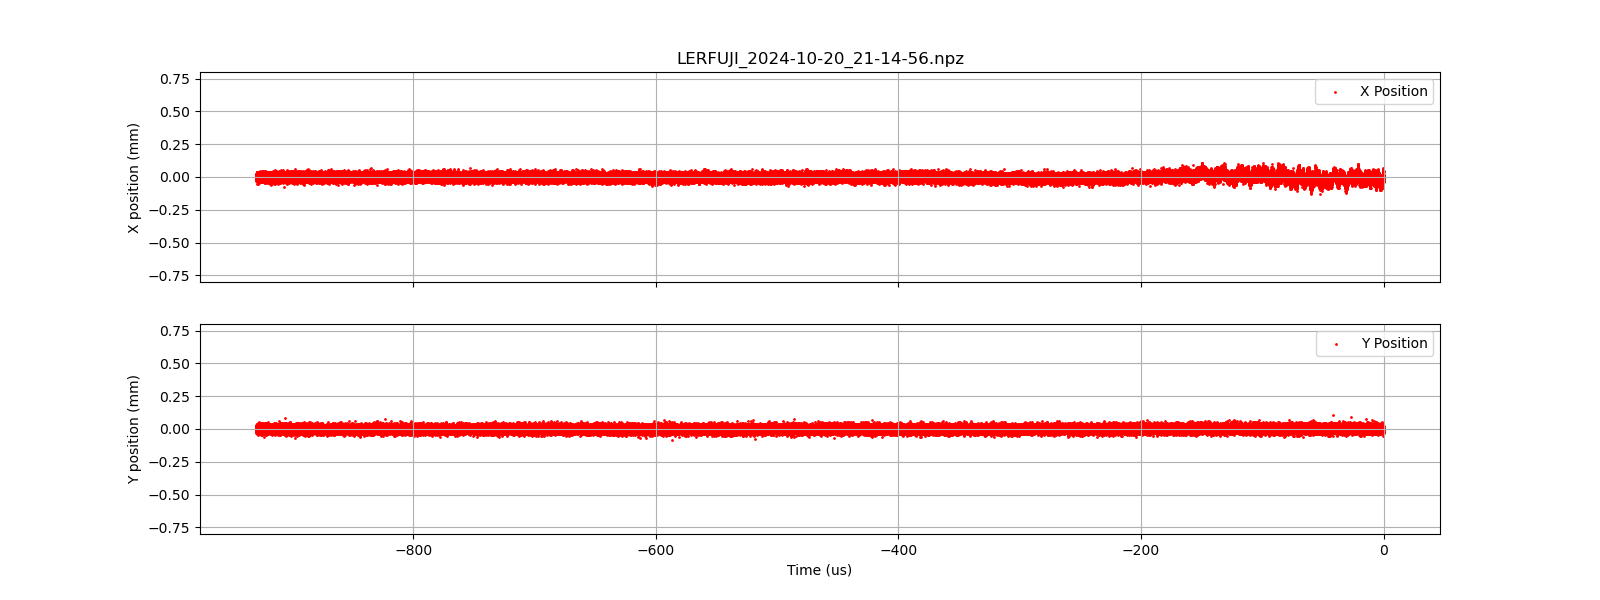 LERFUJI_2024-10-20_21-14-56.npz
0.75
0.50
0.25
0.00
−0.25
−0.50
−0.75
X position (mm)
X Position
0.75
0.50
0.25
0.00
−0.25
−0.50
−0.75
Y position (mm)
Y Position
−800 −600 −400 −200 0
Time (us)